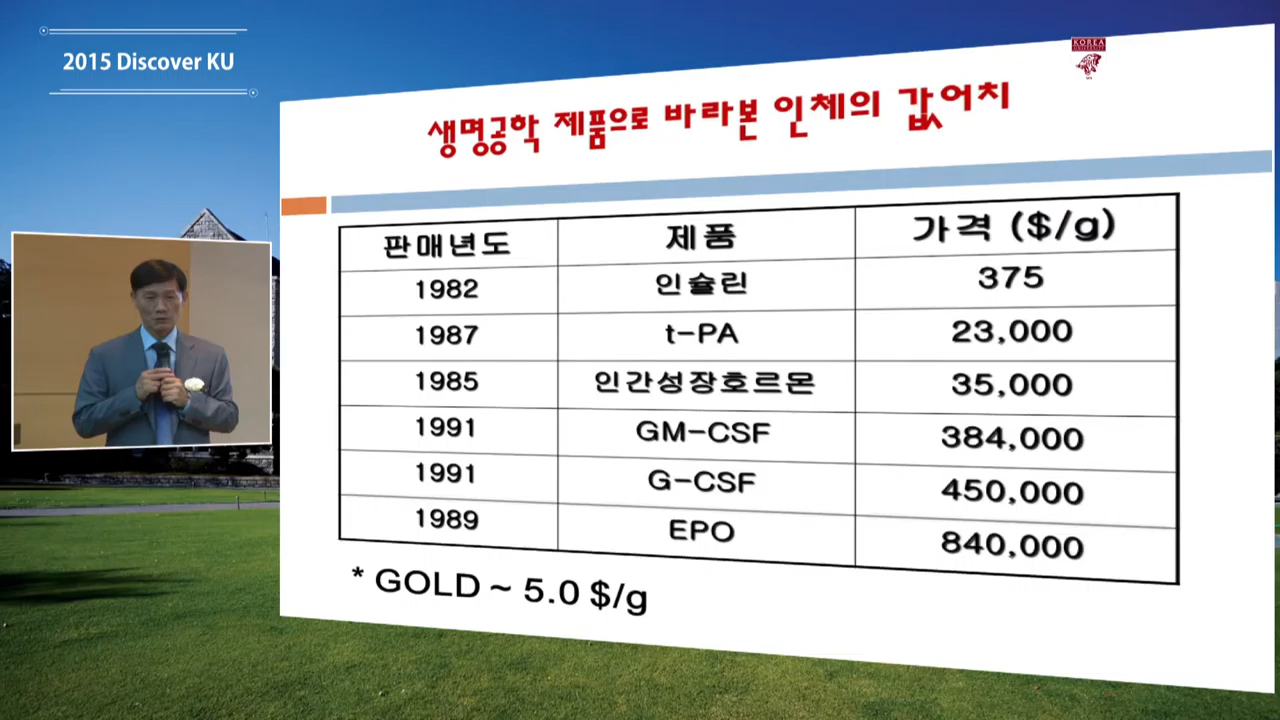 2015 Discover KU
KOREA
UNIVERSITY
생명공학 제품으로 바라본 인체의 값어치
판매년도 제품 가격 ($/g)
1982 인슐린 375
1987 t-PA 23,000
1985 인간성장호르몬 35,000
1991 GM-CSF 384,000
1991 G-CSF 450,000
1989 EPO 840,000
* GOLD ~ 5.0 $/g